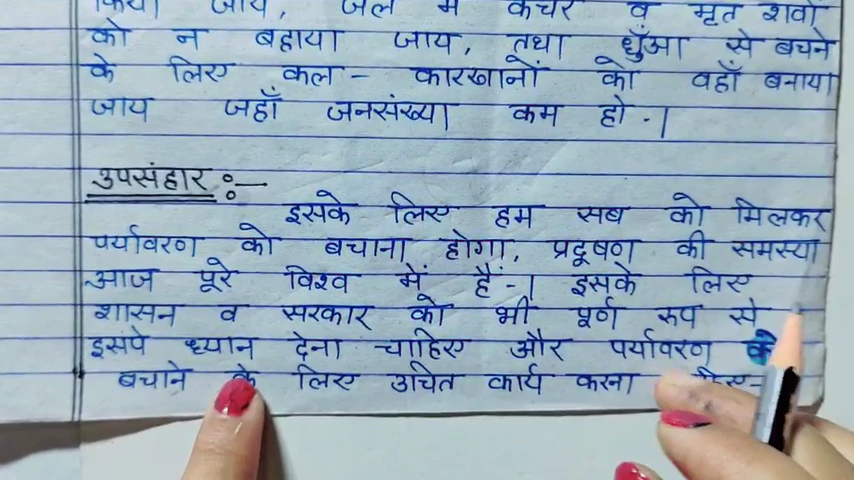 किया जाय, जल में कचरे व मृत शवों
को न बहाया जाय, तथा धुँआ से बचने
के लिए कल - कारखानों को वहाँ बनाया
जाय जहाँ जनसंख्या कम हो - ।
उपसंहार :-
इसके लिए हम सब को मिलकर
पर्यावरण को बचाना होगा, प्रदूषण की समस्या
आज पूरे विश्व में हैं - । इसके लिए
शासन व सरकार को भी पूर्ण रूप से
इसपे ध्यान देना चाहिए और पर्यावरण को
बचाने के लिए उचित कार्य करना